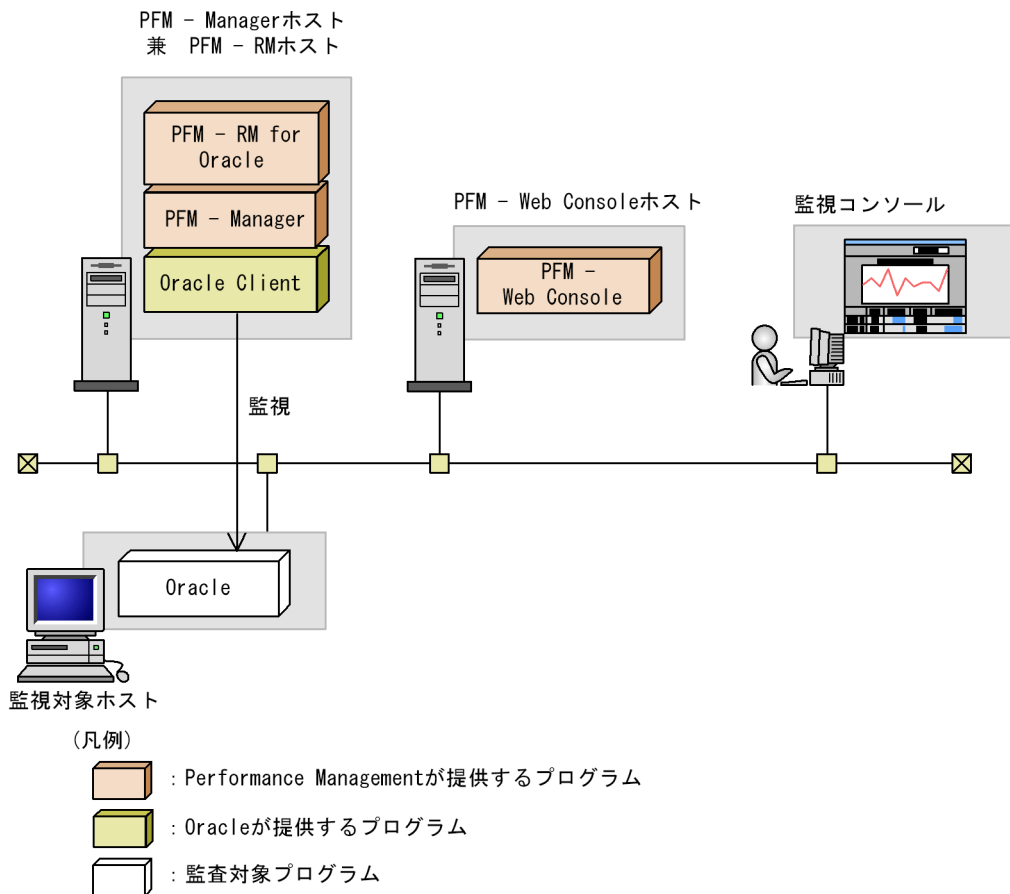 PFM - Managerホスト
兼 PFM - RMホスト
PFM - RM for
Oracle
PFM - Manager
Oracle Client
PFM - Web Consoleホスト
PFM -
Web Console
監視コンソール
監視
Oracle
監視対象ホスト
(凡例)
:Performance Managementが提供するプログラム
:Oracleが提供するプログラム
:監査対象プログラム